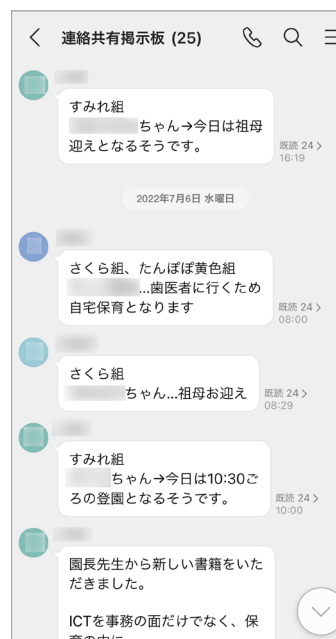 連絡共有掲示板 (25)
すみれ組
ちゃん→今日は祖母
迎えとなるそうです。
既読 24
16:19
2022年7月6日 水曜日
さくら組、たんぽぽ黄色組
...歯医者に行くため
自宅保育となります
既読 24
08:00
さくら組
ちゃん...祖母お迎え
既読 24
08:29
すみれ組
ちゃん→今日は10:30ご
ろの登園となるそうです。
既読 24
10:00
園長先生から新しい書籍をいた
だきました。
ICTを事務の面だけでなく、保
育の中に